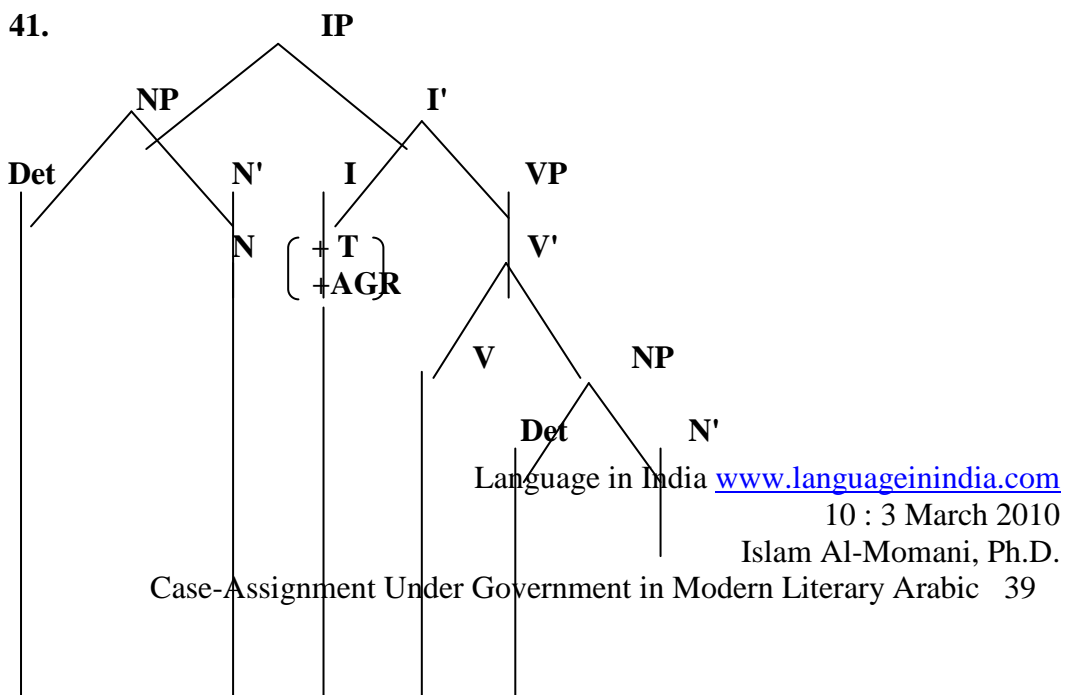 41. IP
NP I'
Det N' I VP
N + T V'
+AGR
V NP
Det N'
Language in India www.languageinindia.com
10 : 3 March 2010
Islam Al-Momani, Ph.D.
Case-Assignment Under Government in Modern Literary Arabic 39